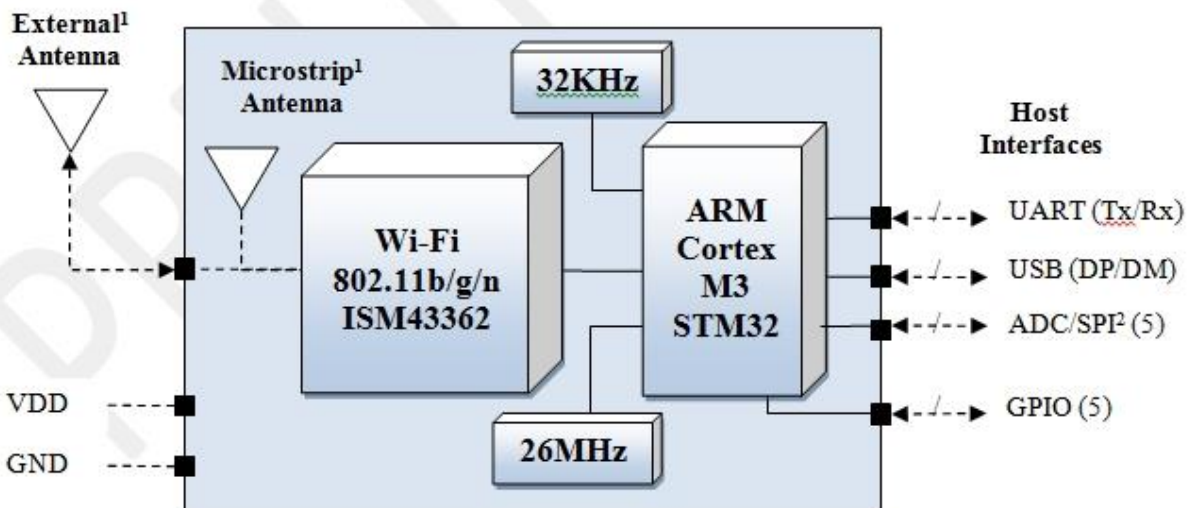 External¹
Antenna
Microstrip¹
Antenna
32KHz
Host
Interfaces
Wi-Fi
802.11b/g/n
ISM43362
ARM
Cortex
M3
STM32
UART (Tx/Rx)
USB (DP/DM)
ADC/SPI² (5)
GPIO (5)
VDD
GND
26MHz